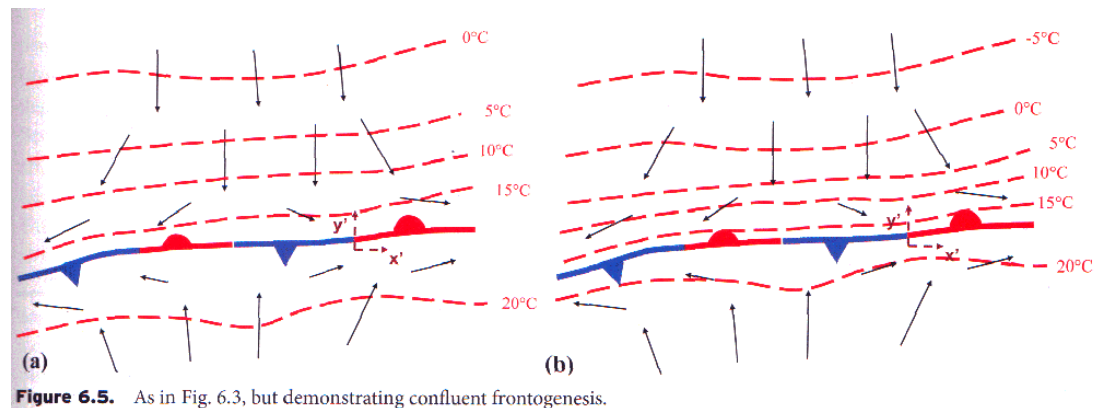 0°C
5°C
10°C
15°C
y'
x'
20°C
(a)
-5°C
0°C
5°C
10°C
15°C
y'
x'
20°C
(b)
Figure 6.5. As in Fig. 6.3, but demonstrating confluent frontogenesis.